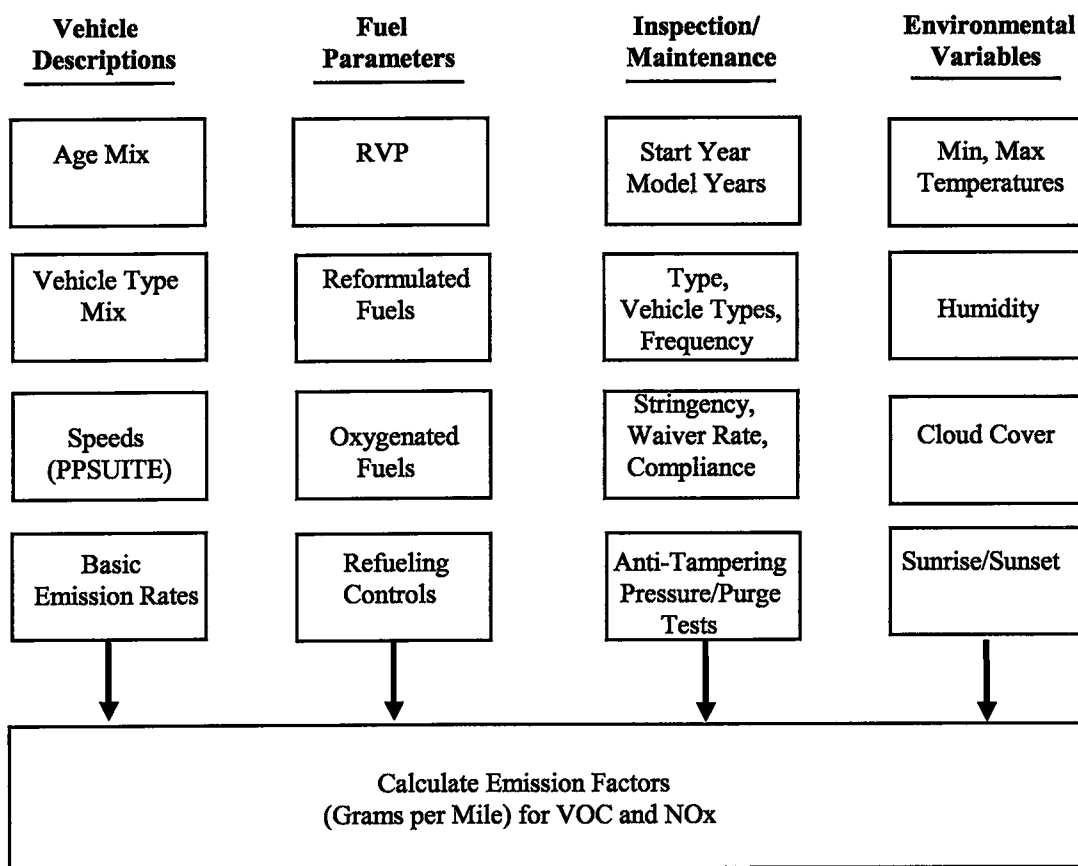 Vehicle
Descriptions
Fuel
Parameters
Inspection/
Maintenance
Environmental
Variables
Age Mix
RVP
Start Year
Model Years
Min, Max
Temperatures
Vehicle Type
Mix
Reformulated
Fuels
Type,
Vehicle Types,
Frequency
Humidity
Speeds
(PPSUITE)
Oxygenated
Fuels
Stringency,
Waiver Rate,
Compliance
Cloud Cover
Basic
Emission Rates
Refueling
Controls
Anti-Tampering
Pressure/Purge
Tests
Sunrise/Sunset
Calculate Emission Factors
(Grams per Mile) for VOC and NOx